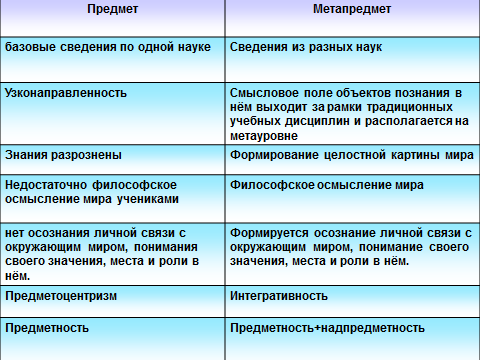 Предмет
Метапредмет
базовые сведения по одной науке
Сведения из разных наук
Узконаправленность
Смысловое поле объектов познания в
нём выходит за рамки традиционных
учебных дисциплин и располагается на
метауровне
Знания разрознены
Формирование целостной картины мира
Недостаточно философское
осмысление мира учениками
Философское осмысление мира
нет осознания личной связи с
окружающим миром, понимания
своего значения, места и роли в
нём.
Формируется осознание личной связи с
окружающим миром, понимание своего
значения, места и роли в нём.
Предметоцентризм
Интегративность
Предметность
Предметность+надпредметность